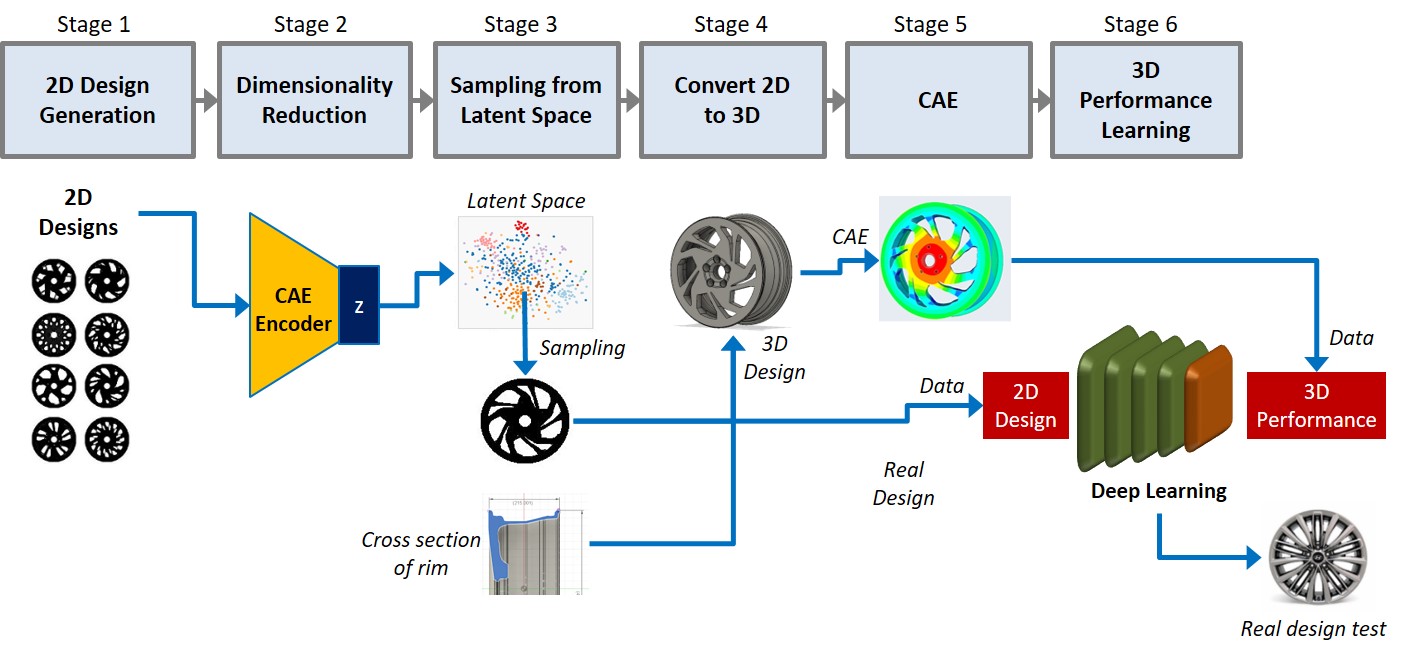 Stage 1
Stage 2
Stage 3
Stage 4
Stage 5
Stage 6
2D Design
Generation
Dimensionality
Reduction
Sampling from
Latent Space
Convert 2D
to 3D
CAE
3D
Performance
Learning
2D
Designs
CAE
Encoder
z
Latent Space
Sampling
3D
Design
CAE
Data
2D
Design
Data
3D
Performance
Real
Design
Deep Learning
Cross section
of rim
Real design test